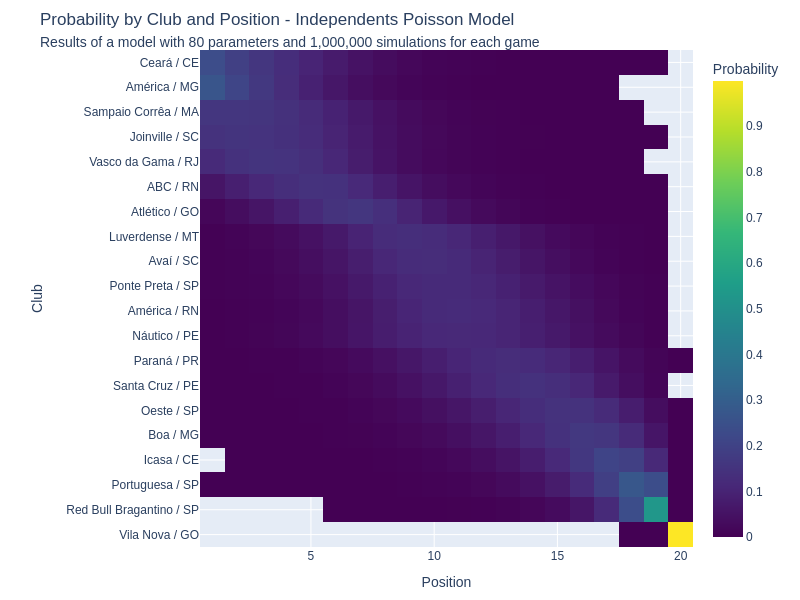 Probability by Club and Position - Independents Poisson Model
Results of a model with 80 parameters and 1,000,000 simulations for each game
Probability
Ceará / CE
América / MG
Sampaio Corrêa / MA
Joinville / SC
Vasco da Gama / RJ
ABC / RN
Atlético / GO
Luverdense / MT
Avaí / SC
Ponte Preta / SP
América / RN
Náutico / PE
Paraná / PR
Santa Cruz / PE
Oeste / SP
Boa / MG
Icasa / CE
Portuguesa / SP
Red Bull Bragantino / SP
Vila Nova / GO
Club
5
10
15
20
Position
0.9
0.8
0.7
0.6
0.5
0.4
0.3
0.2
0.1
0